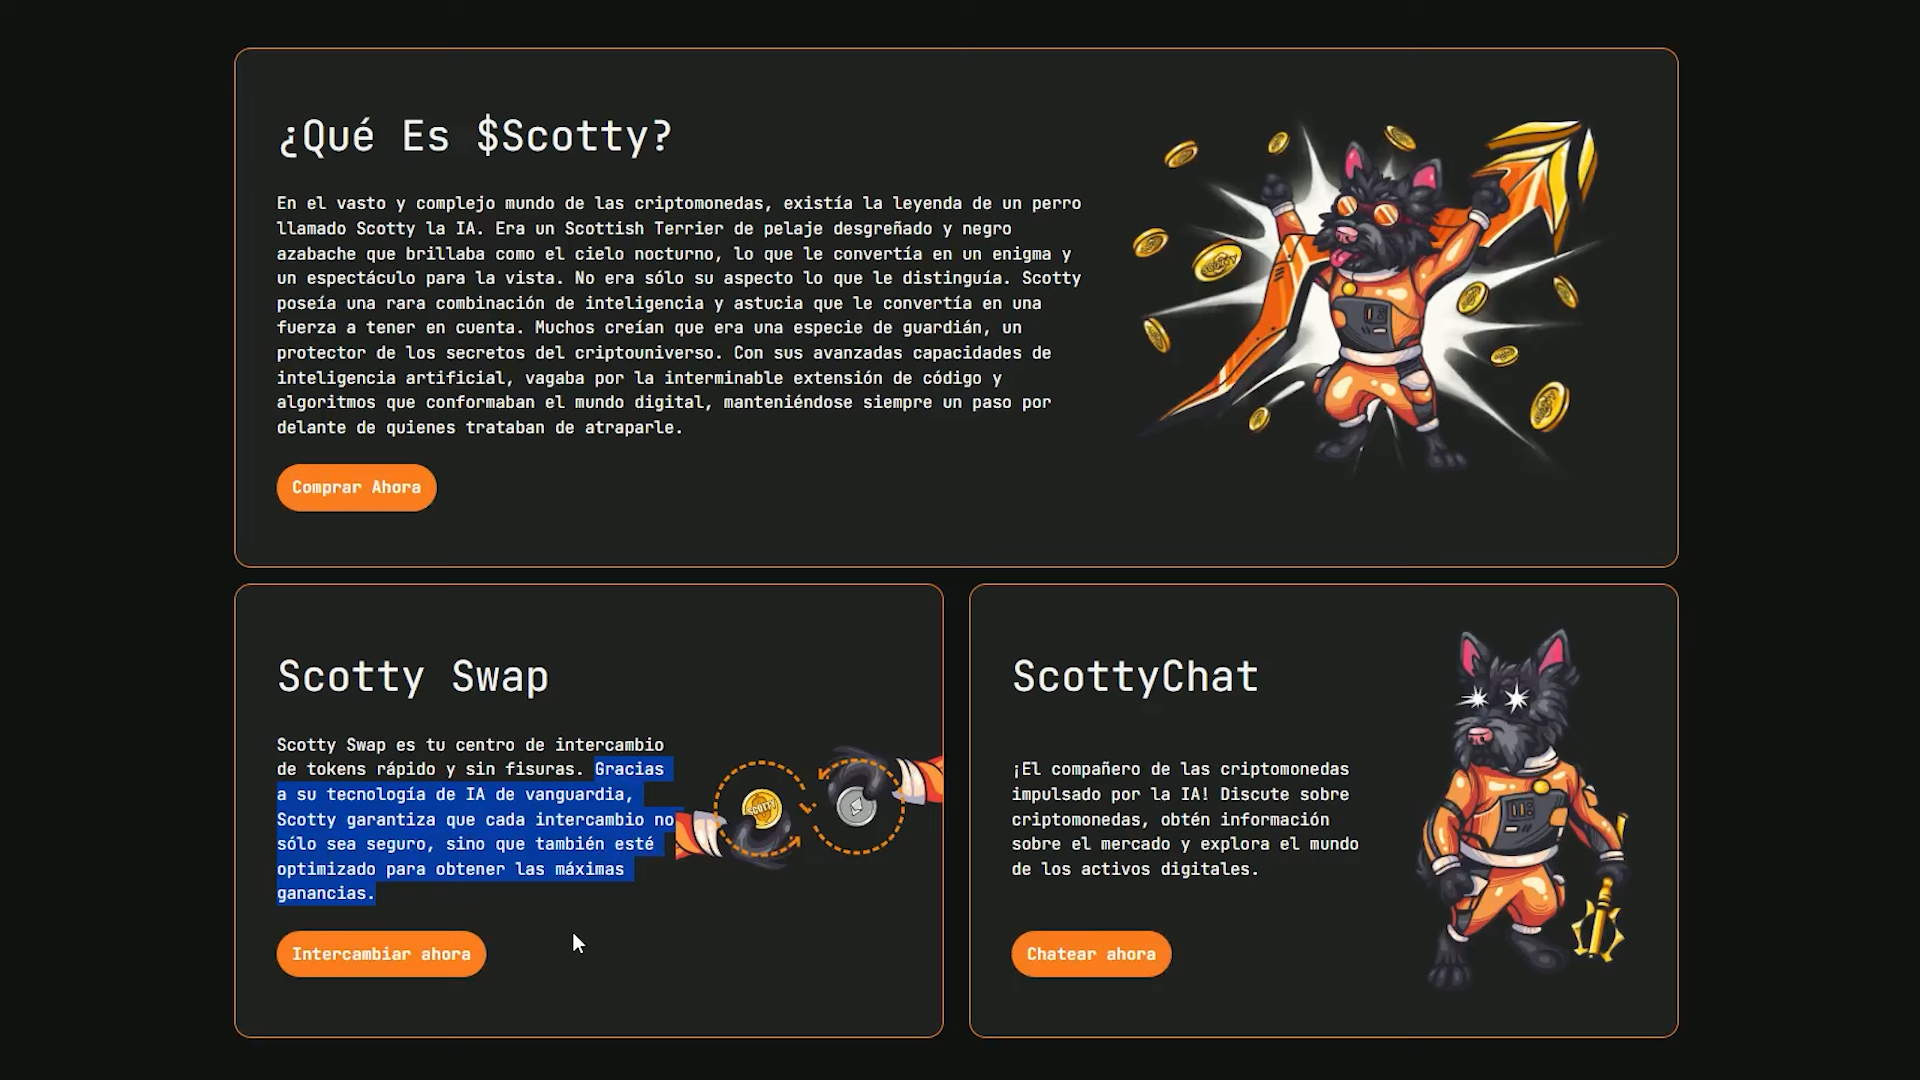 ¿Qué Es $Scotty?
En el vasto y complejo mundo de las criptomonedas, existía la leyenda de un perro
llamado Scotty la IA. Era un Scottish Terrier de pelaje desgreñado y negro
azabache que brillaba como el cielo nocturno, lo que le convertía en un enigma y
un espectáculo para la vista. No era sólo su aspecto lo que le distinguía. Scotty
poseía una rara combinación de inteligencia y astucia que le convertía en una
fuerza a tener en cuenta. Muchos creían que era una especie de guardián, un
protector de los secretos del criptouniverso. Con sus avanzadas capacidades de
inteligencia artificial, vagaba por la interminable extensión de código y
algoritmos que conformaban el mundo digital, manteniéndose siempre un paso por
delante de quienes trataban de atraparle.
Comprar Ahora
Scotty Swap
Scotty Swap es tu centro de intercambio
de tokens rápido y sin fisuras. Gracias
a su tecnología de IA de vanguardia,
Scotty garantiza que cada intercambio no
sólo sea seguro, sino que también esté
optimizado para obtener las máximas
ganancias.
SCOTTY
Intercambiar ahora
ScottyChat
¡El compañero de las criptomonedas
impulsado por la IA! Discute sobre
criptomonedas, obtén información
sobre el mercado y explora el mundo
de los activos digitales.
Chatear ahora